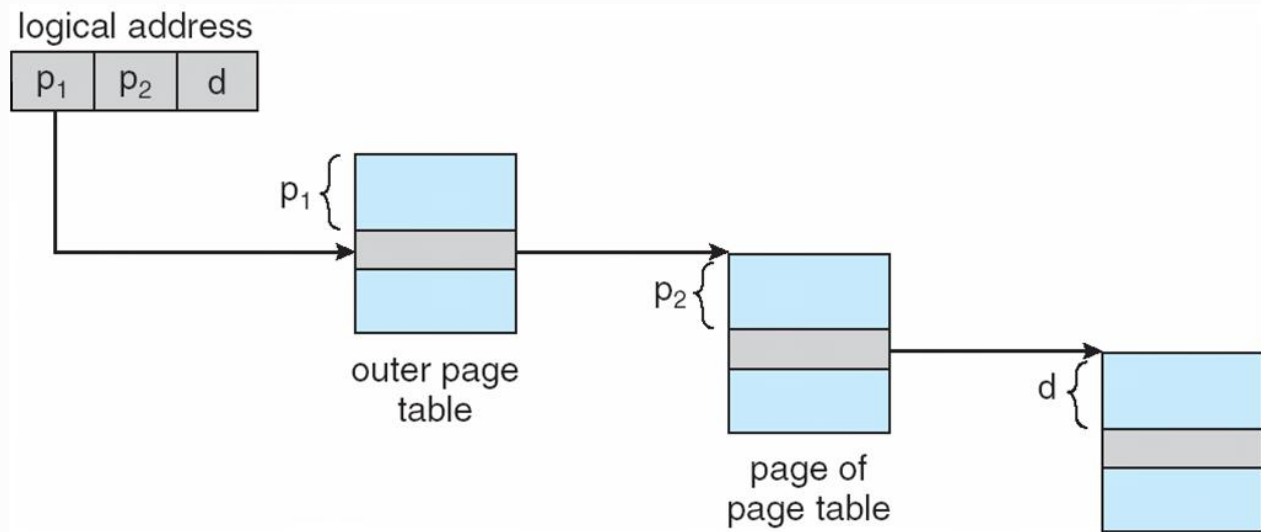 logical address
p₁ p₂ d
p₁
outer page
table
p₂
page of
page table
d